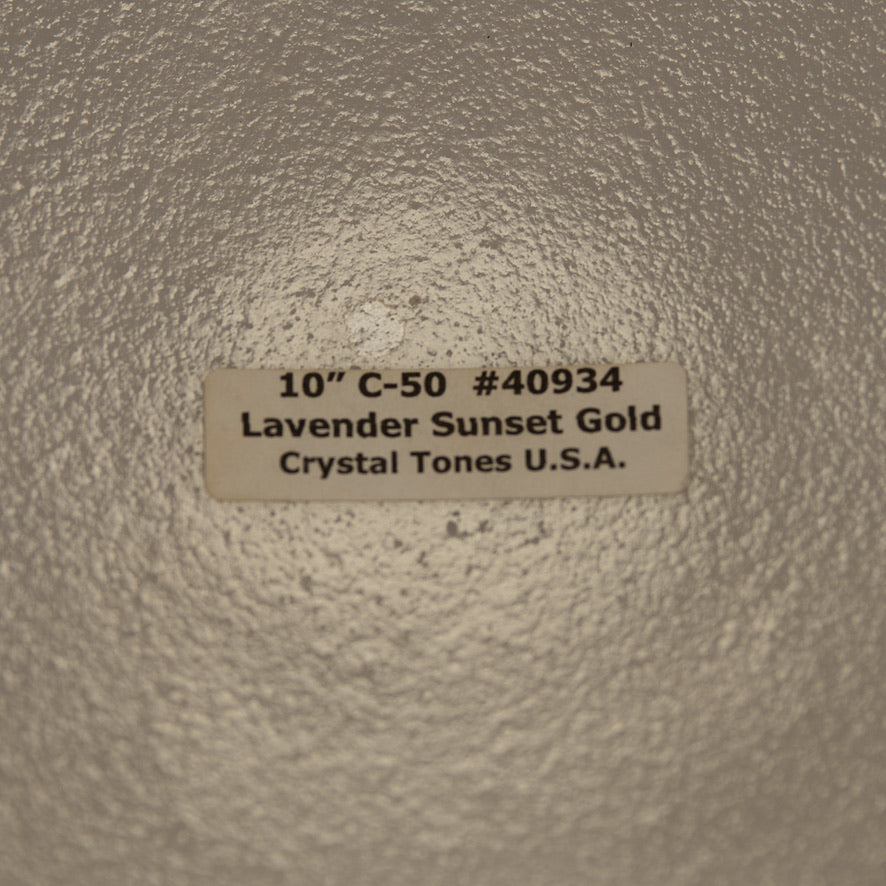 10” C-50 #40934
Lavender Sunset Gold
Crystal Tones U.S.A.